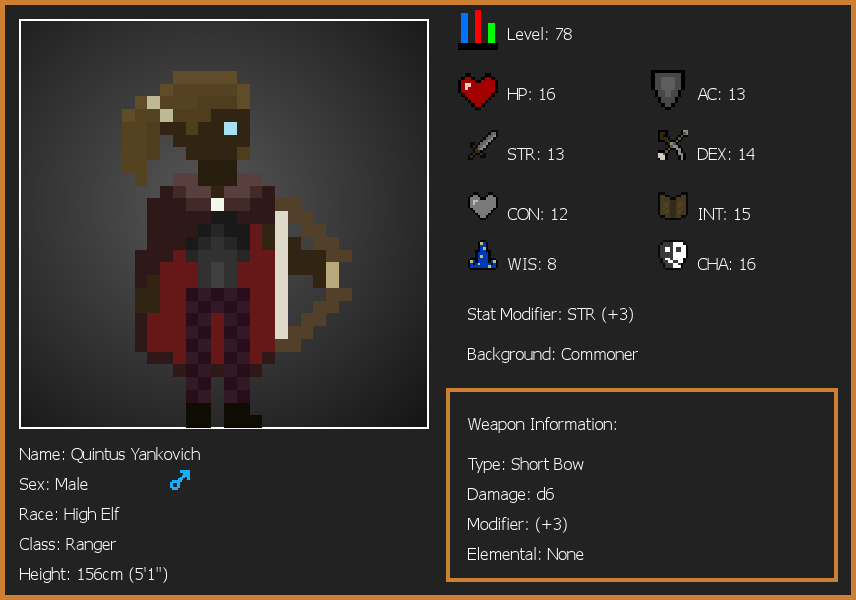 Level: 78
HP: 16
AC: 13
STR: 13
DEX: 14
CON: 12
INT: 15
WIS: 8
CHA: 16
Stat Modifier: STR (+3)
Background: Commoner
Weapon Information:
Type: Short Bow
Damage: d6
Modifier: (+3)
Elemental: None
Name: Quintus Yankovich
Sex: Male
Race: High Elf
Class: Ranger
Height: 156cm (5'1")